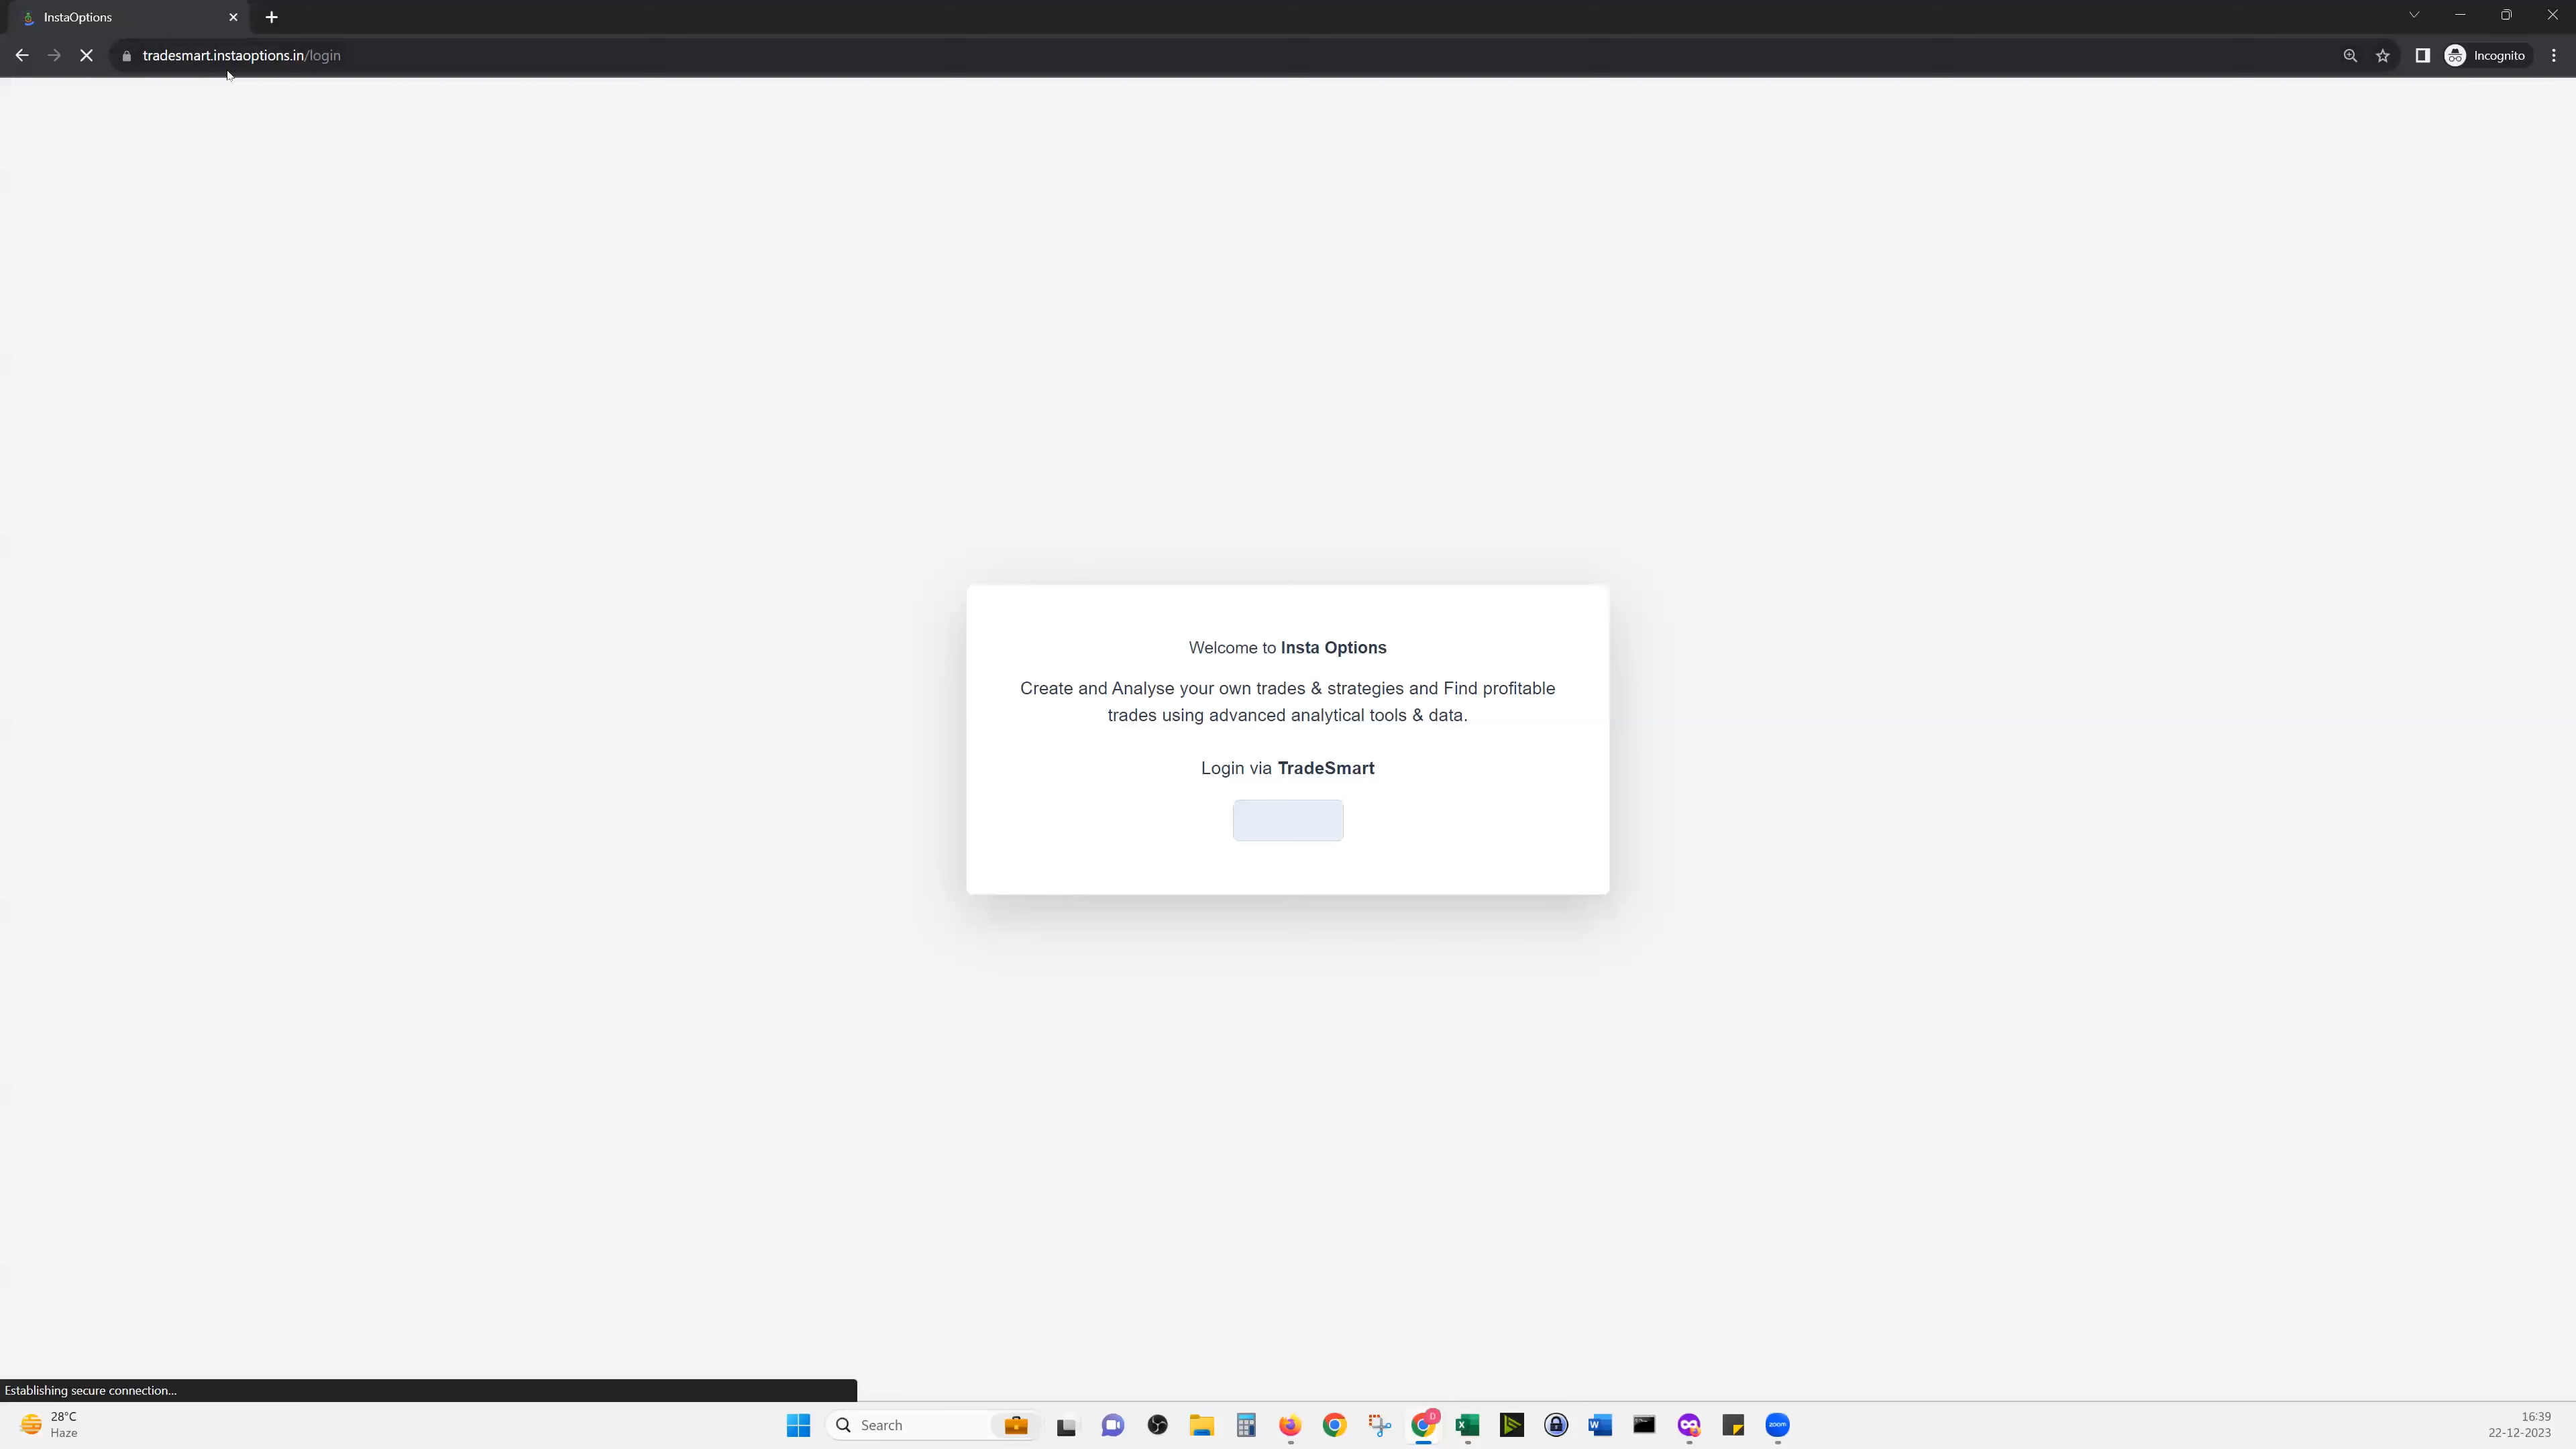 InstaOptions
tradesmart.instaoptions.in/login
Incognito
Welcome to Insta Options
Create and Analyse your own trades & strategies and Find profitable
trades using advanced analytical tools & data.
Login via TradeSmart
Establishing secure connection...
28°C
Haze
Search
D
X
W
zoom
16:39
22-12-2023